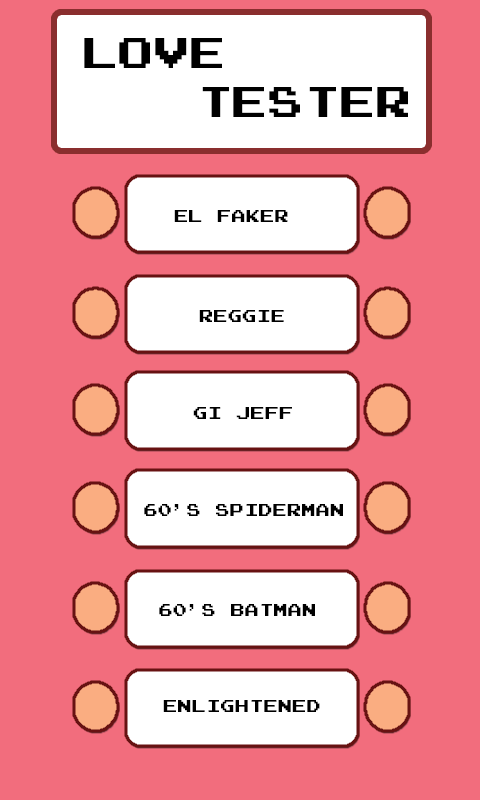 LOVE
TESTER
EL FAKER
REGGIE
GI JEFF
60'S SPIDERMAN
60'S BATMAN
ENLIGHTENED